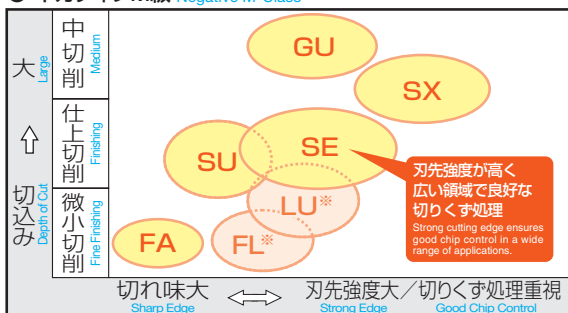 Negative M Class
大
Large
切込み
Depth of Cut
中切削
Medium
仕上切削
Finishing
微小切削
Fine Finishing
GU
SX
SU
SE
LU※
FL※
FA
刃先強度が高く
広い領域で良好な
切りくず処理
Strong cutting edge ensures
good chip control in a wide
range of applications.
切れ味大
Sharp Edge
刃先強度大／切りくず処理重視
Strong Edge
Good Chip Control